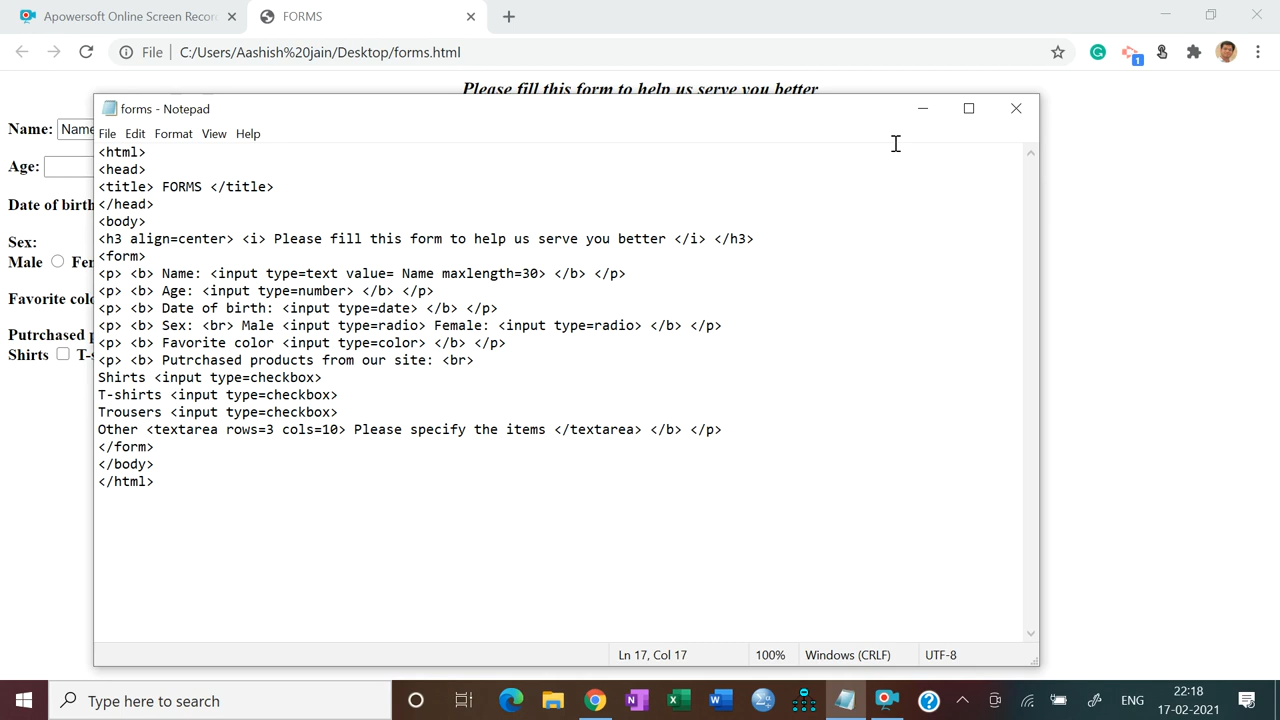 Apowersoft Online Screen Recor
FORMS
File
C:/Users/Aashish%20jain/Desktop/forms.html
1
Please fill this form to help us serve you better
Name: Name
Age:
Date of birth
Sex:
Male Fer
Favorite colo
Putrchased p
Shirts T-s
forms - Notepad
File Edit Format View Help
<html>
<head>
<title> FORMS </title>
</head>
<body>
<h3 align=center> <i> Please fill this form to help us serve you better </i> </h3>
<form>
<p> <b> Name: <input type=text value= Name maxlength=30> </b> </p>
<p> <b> Age: <input type=number> </b> </p>
<p> <b> Date of birth: <input type=date> </b> </p>
<p> <b> Sex: <br> Male <input type=radio> Female: <input type=radio> </b> </p>
<p> <b> Favorite color <input type=color> </b> </p>
<p> <b> Putrchased products from our site: <br>
Shirts <input type=checkbox>
T-shirts <input type=checkbox>
Trousers <input type=checkbox>
Other <textarea rows=3 cols=10> Please specify the items </textarea> </b> </p>
</form>
</body>
</html>
Ln 17, Col 17
100%
Windows (CRLF)
UTF-8
Type here to search
ENG
22:18
17-02-2021